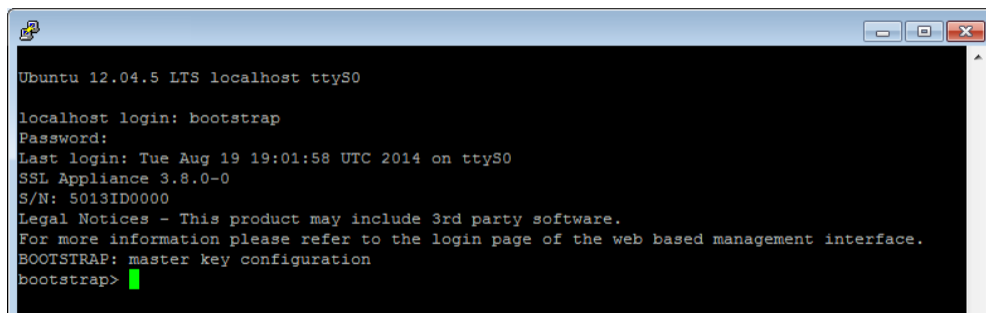 Ubuntu 12.04.5 LTS localhost ttyS0
localhost login: bootstrap
Password:
Last login: Tue Aug 19 19:01:58 UTC 2014 on ttyS0
SSL Appliance 3.8.0-0
S/N: 5013ID0000
Legal Notices - This product may include 3rd party software.
For more information please refer to the login page of the web based management interface.
BOOTSTRAP: master key configuration
bootstrap>